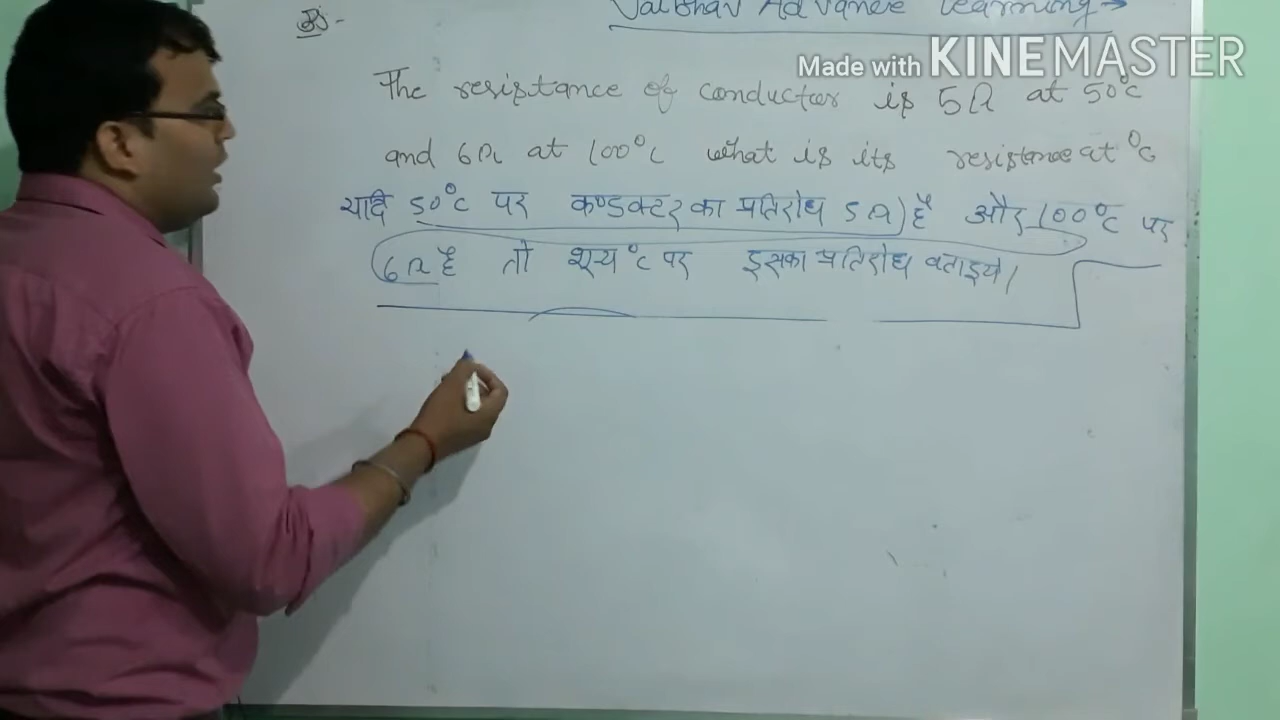 Vaibhav Advance Learning →
Made with KINEMASTER
The resistance of conductor is 5Ω at 50°C
and 6Ω at 100°C what is its resistance at °C
यदि 50°C पर कण्डक्टर का प्रतिरोध 5Ω है और 100°C पर
6Ω है तो शून्य °C पर इसका प्रतिरोध बताइये।